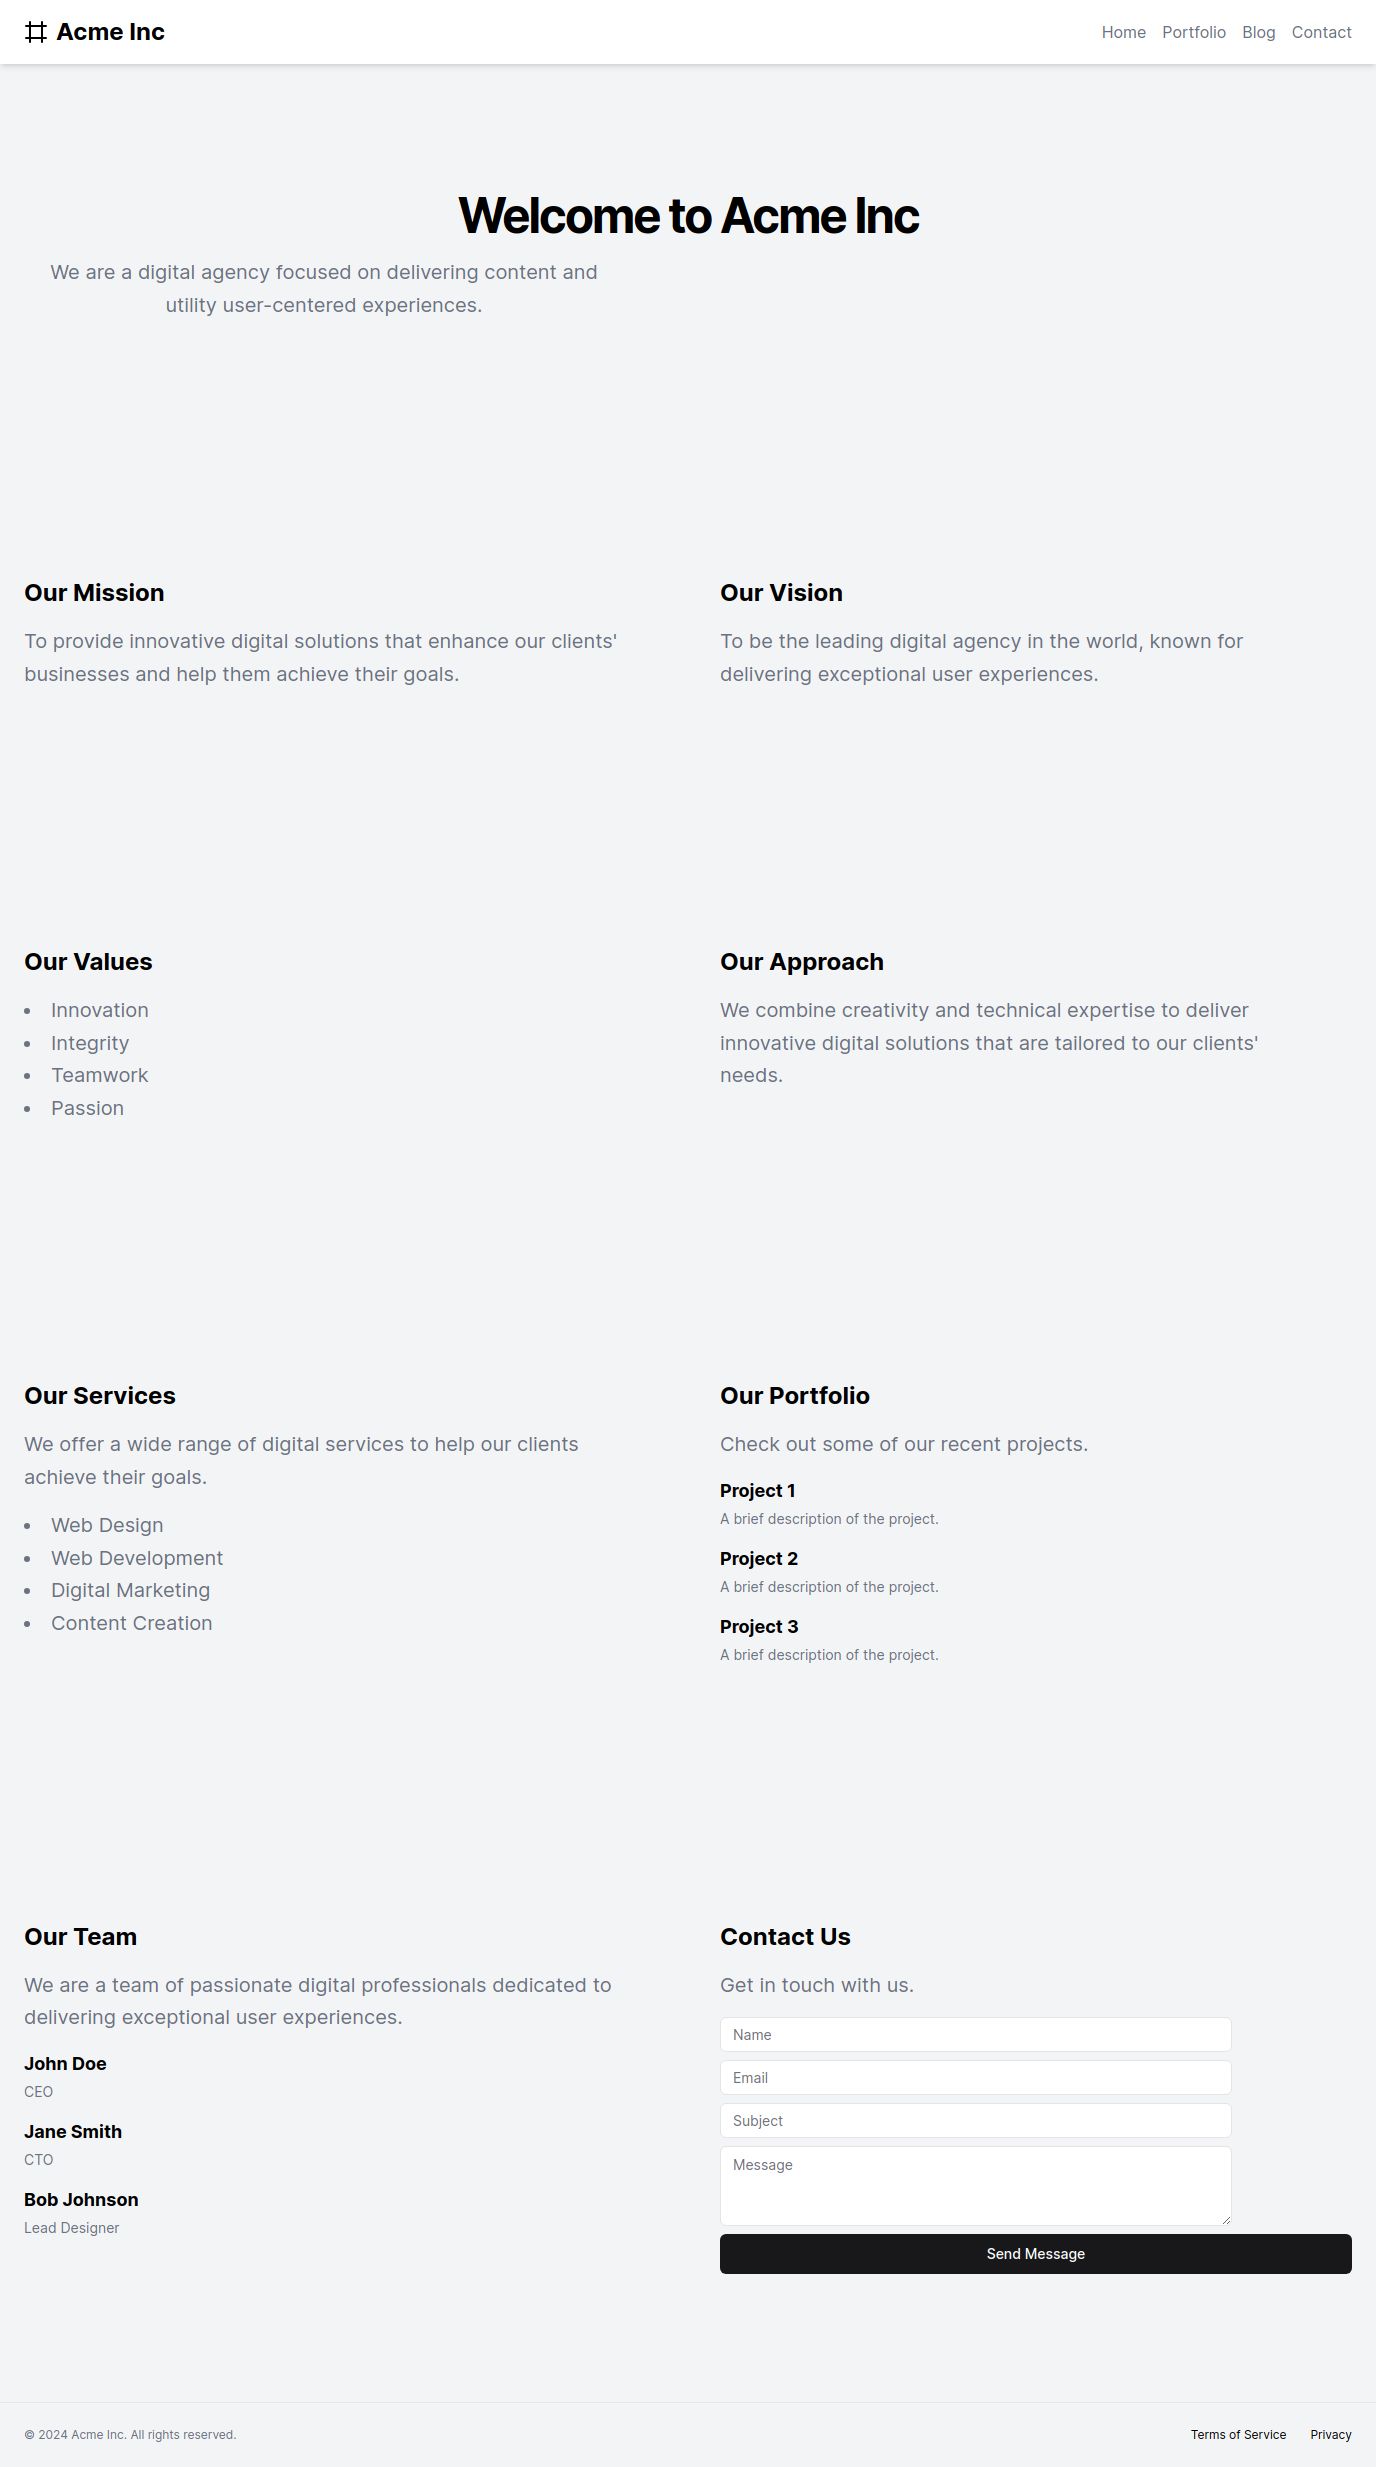 Acme Inc
Home Portfolio Blog Contact
Welcome to Acme Inc
We are a digital agency focused on delivering content and
utility user-centered experiences.
Our Mission
To provide innovative digital solutions that enhance our clients'
businesses and help them achieve their goals.
Our Vision
To be the leading digital agency in the world, known for
delivering exceptional user experiences.
Our Values
• Innovation
• Integrity
• Teamwork
• Passion
Our Approach
We combine creativity and technical expertise to deliver
innovative digital solutions that are tailored to our clients'
needs.
Our Services
We offer a wide range of digital services to help our clients
achieve their goals.
• Web Design
• Web Development
• Digital Marketing
• Content Creation
Our Portfolio
Check out some of our recent projects.
Project 1
A brief description of the project.
Project 2
A brief description of the project.
Project 3
A brief description of the project.
Our Team
We are a team of passionate digital professionals dedicated to
delivering exceptional user experiences.
John Doe
CEO
Jane Smith
CTO
Bob Johnson
Lead Designer
Contact Us
Get in touch with us.
Name
Email
Subject
Message
Send Message
© 2024 Acme Inc. All rights reserved.
Terms of Service Privacy